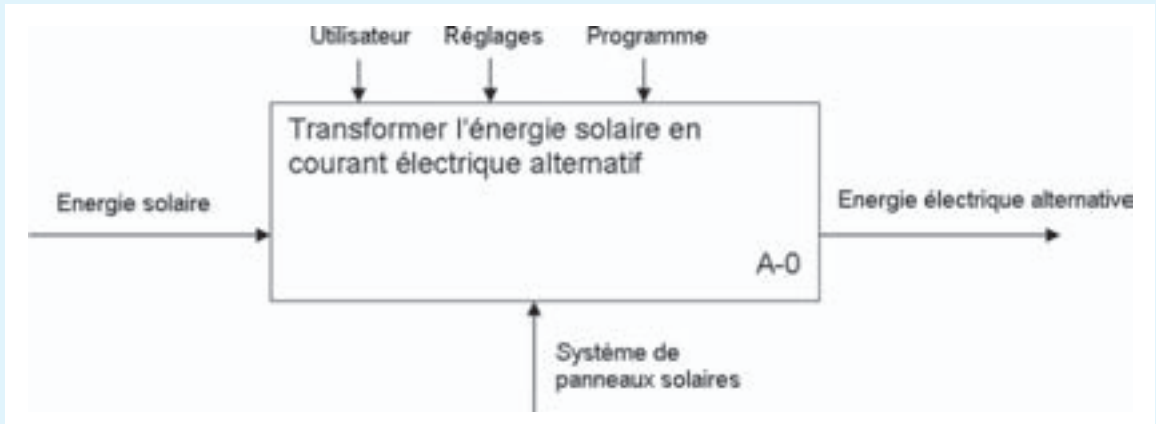 Utilisateur Réglages Programme
Transformer l'énergie solaire en
courant électrique alternatif
Energie solaire
Energie électrique alternative
A-0
Système de
panneaux solaires